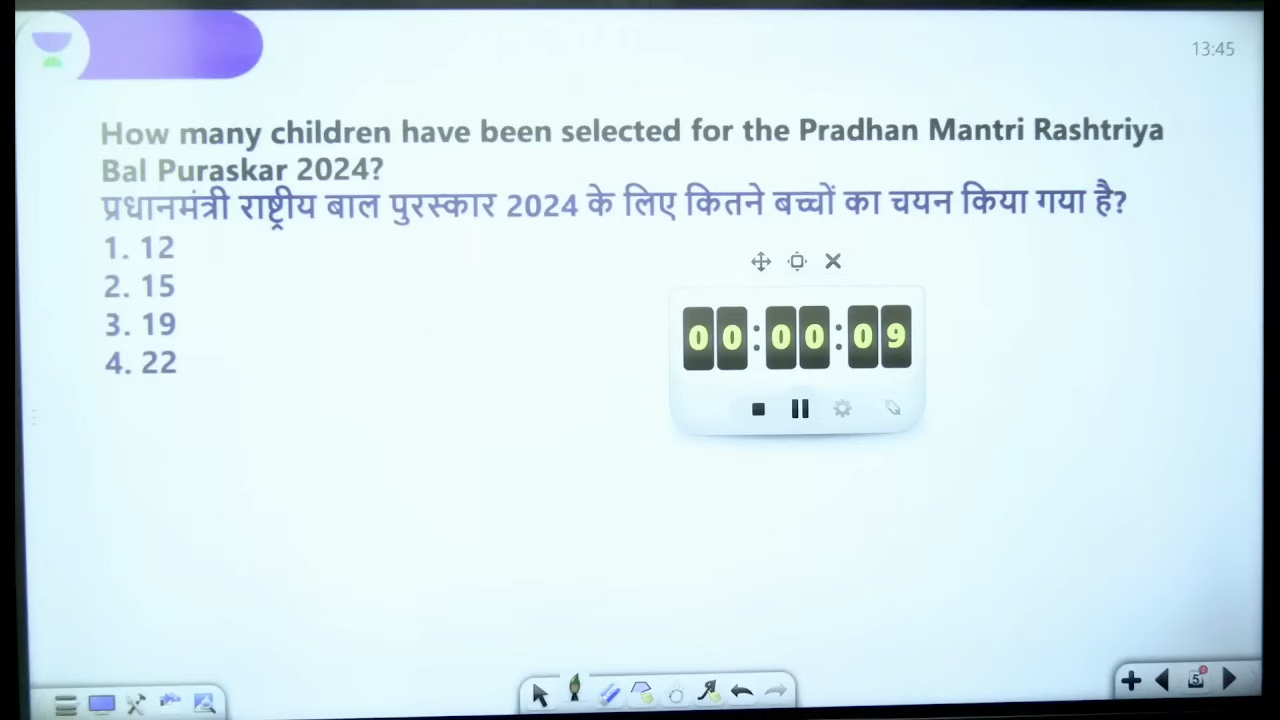 13:45
How many children have been selected for the Pradhan Mantri Rashtriya
Bal Puraskar 2024?
प्रधानमंत्री राष्ट्रीय बाल पुरस्कार 2024 के लिए कितने बच्चों का चयन किया गया है?
1. 12
2. 15
3. 19
4. 22
00:00:09
5